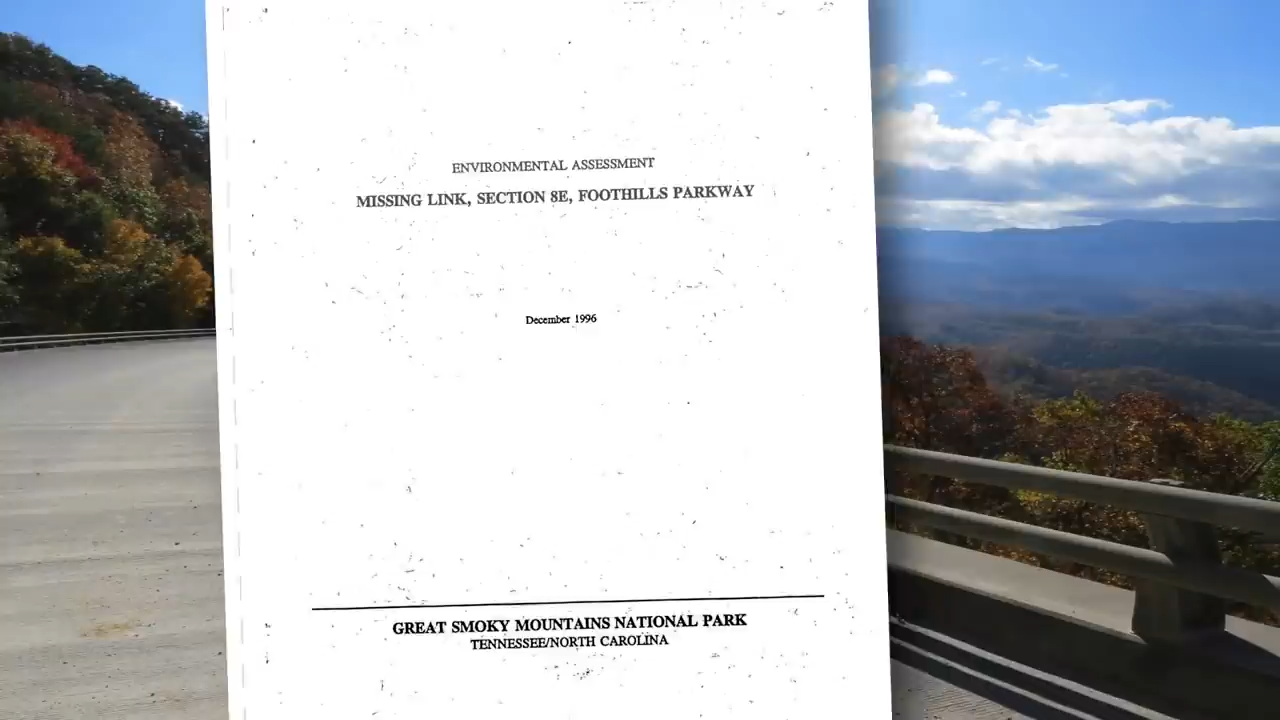 ENVIRONMENTAL ASSESSMENT
MISSING LINK, SECTION 8E, FOOTHILLS PARKWAY
December 1996
GREAT SMOKY MOUNTAINS NATIONAL PARK
TENNESSEE/NORTH CAROLINA